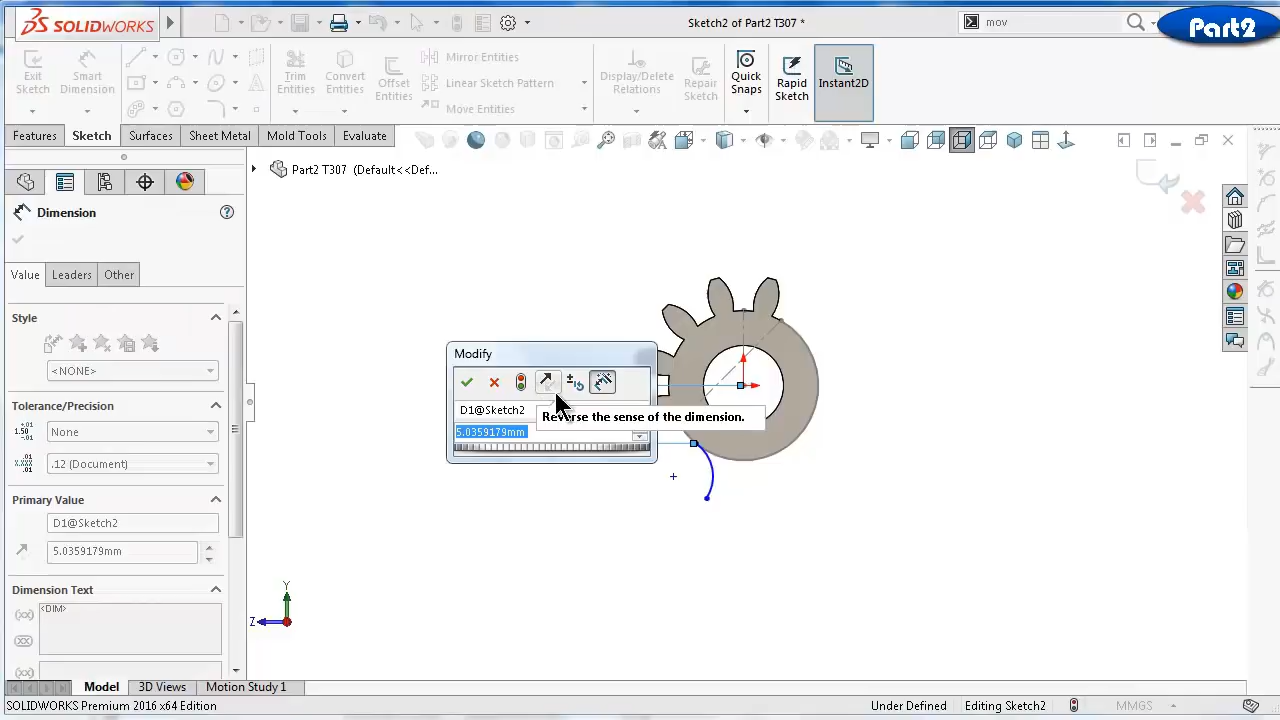 SOLIDWORKS
Sketch2 of Part2 T307 *
mov
Part2
Exit
Sketch
Smart
Dimension
Trim
Entities
Convert
Entities
Offset
Entities
Mirror Entities
Linear Sketch Pattern
Move Entities
Display/Delete
Relations
Repair
Sketch
Quick
Snaps
Rapid
Sketch
Instant2D
Features
Sketch
Surfaces
Sheet Metal
Mold Tools
Evaluate
Part2 T307 (Default<<Def...
Dimension
Value
Leaders
Other
Style
<NONE>
Tolerance/Precision
None
.12 (Document)
Primary Value
D1@Sketch2
5.0359179mm
Dimension Text
<DIM>
Modify
D1@Sketch2
Reverse the sense of the dimension.
5.0359179mm
Y
Z
Model
3D Views
Motion Study 1
SOLIDWORKS Premium 2016 x64 Edition
Under Defined
Editing Sketch2
MMGS